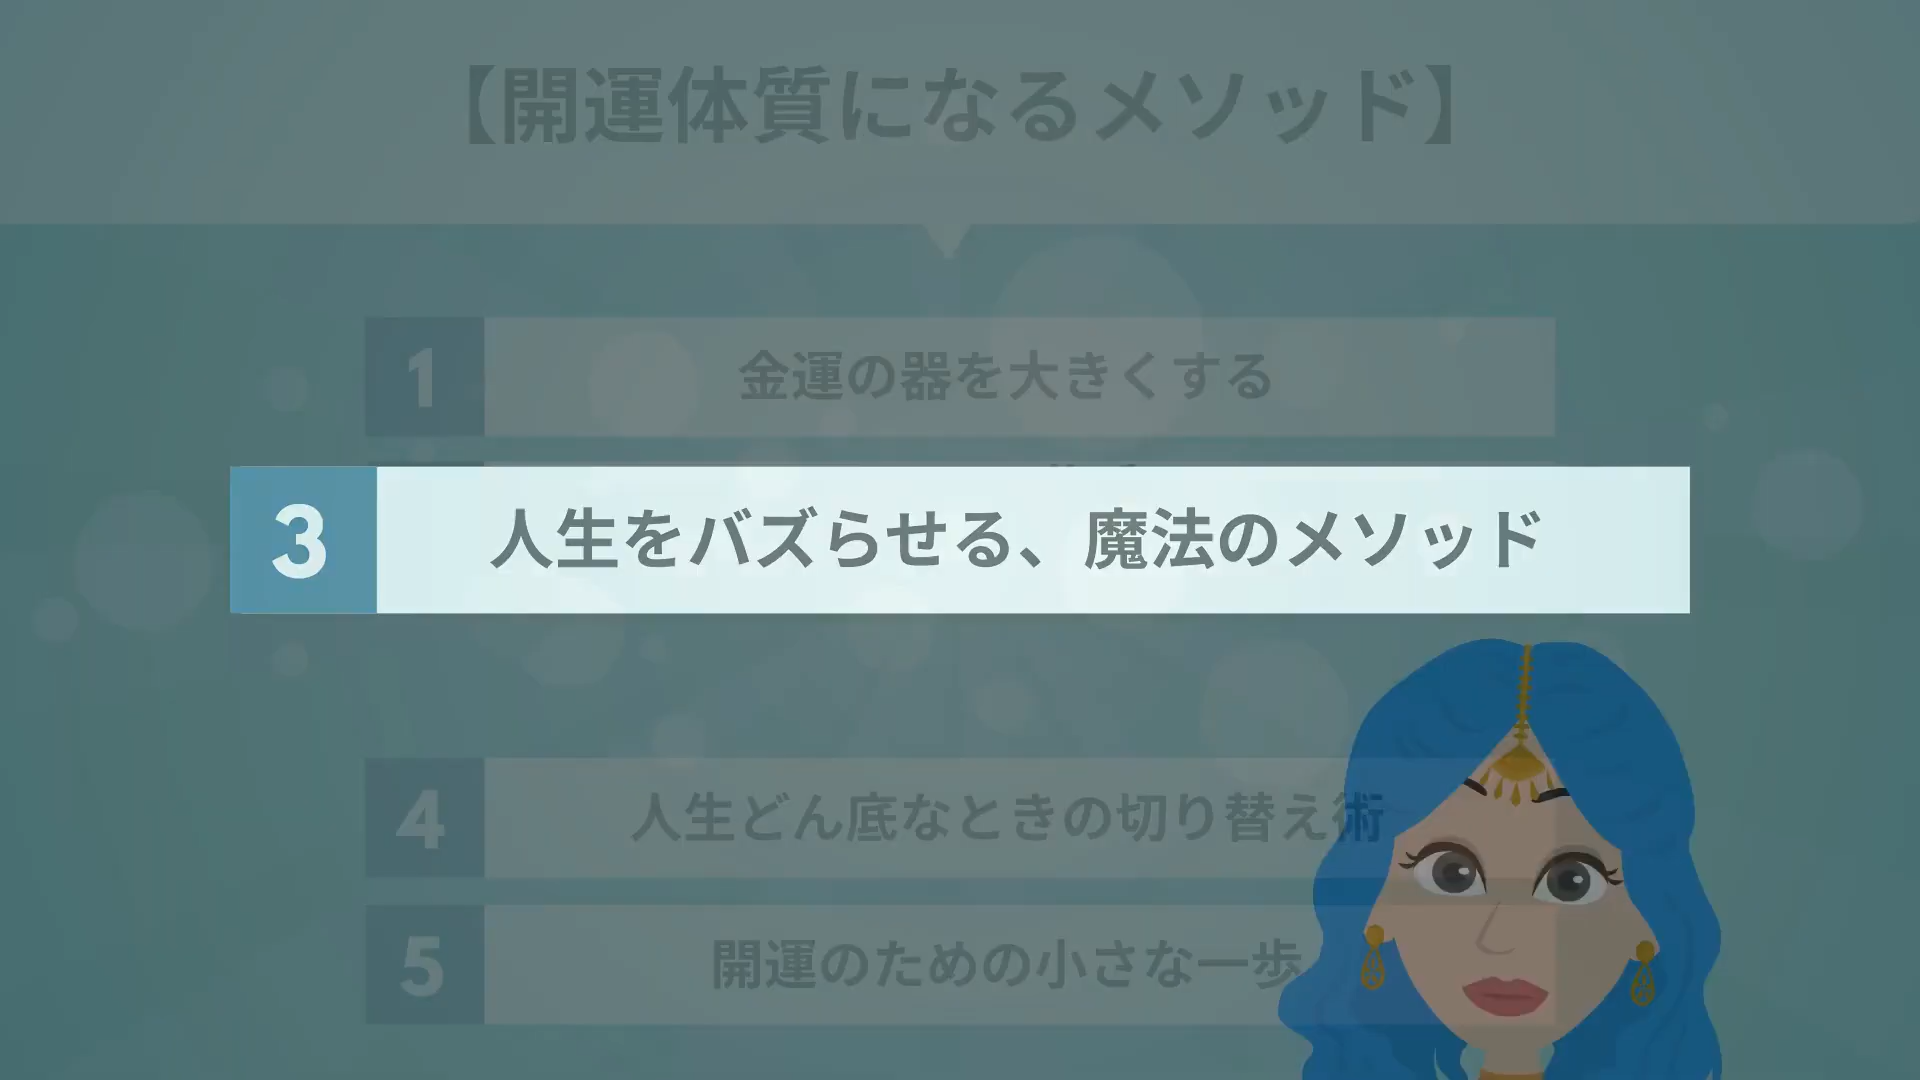 【開運体質になるメソッド】
1 金運の器を大きくする
3 人生をバズらせる、魔法のメソッド
4 人生どん底なときの切り替え術
5 開運のための小さな一歩